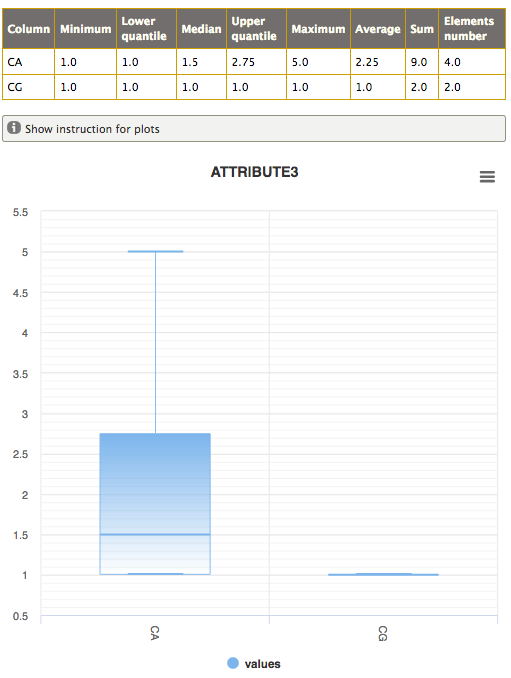 Column Minimum Lower quantile Median Upper quantile Maximum Average Sum Elements number
CA 1.0 1.0 1.5 2.75 5.0 2.25 9.0 4.0
CG 1.0 1.0 1.0 1.0 1.0 1.0 2.0 2.0
Show instruction for plots
ATTRIBUTE3
5.5
5
4.5
4
3.5
3
2.5
2
1.5
1
0.5
CA CG
values